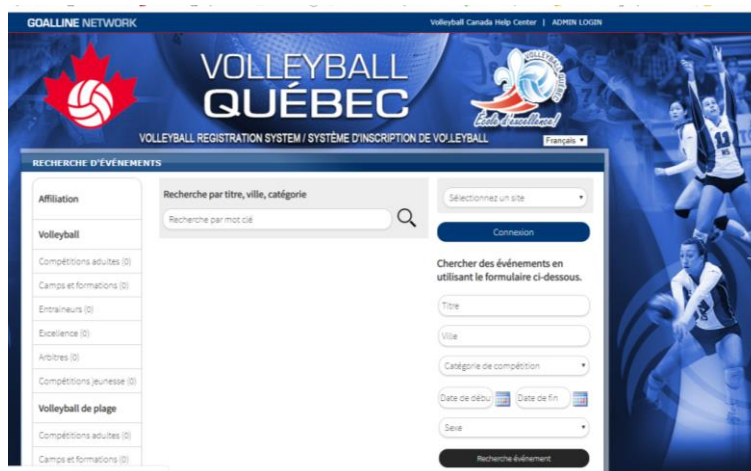 GOALLINE NETWORK
Volleyball Canada Help Center | ADMIN LOGIN
VOLLEYBALL
QUÉBEC
École d'excellence!
VOLLEYBALL REGISTRATION SYSTEM / SYSTÈME D'INSCRIPTION DE VOLLEYBALL
Français
RECHERCHE D'ÉVÉNEMENTS
Affiliation
Volleyball
Compétitions adultes (0)
Camps et formations (0)
Entraineurs (0)
Excellence (0)
Arbitres (0)
Compétitions jeunesse (0)
Volleyball de plage
Compétitions adultes (0)
Camps et formations (0)
Recherche par titre, ville, catégorie
Recherche par mot clé
Sélectionnez un site
Connexion
Chercher des événements en
utilisant le formulaire ci-dessous.
Titre
Ville
Catégorie de compétition
Date de débu
Date de fin
Sexe
Recherche événement